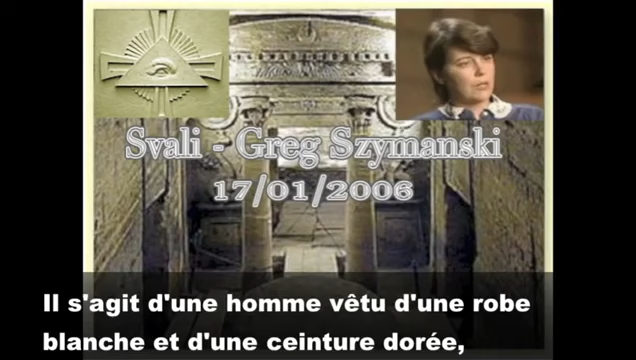 Svali - Greg Szymanski
17/01/2006
Il s'agit d'une homme vêtu d'une robe
blanche et d'une ceinture dorée,